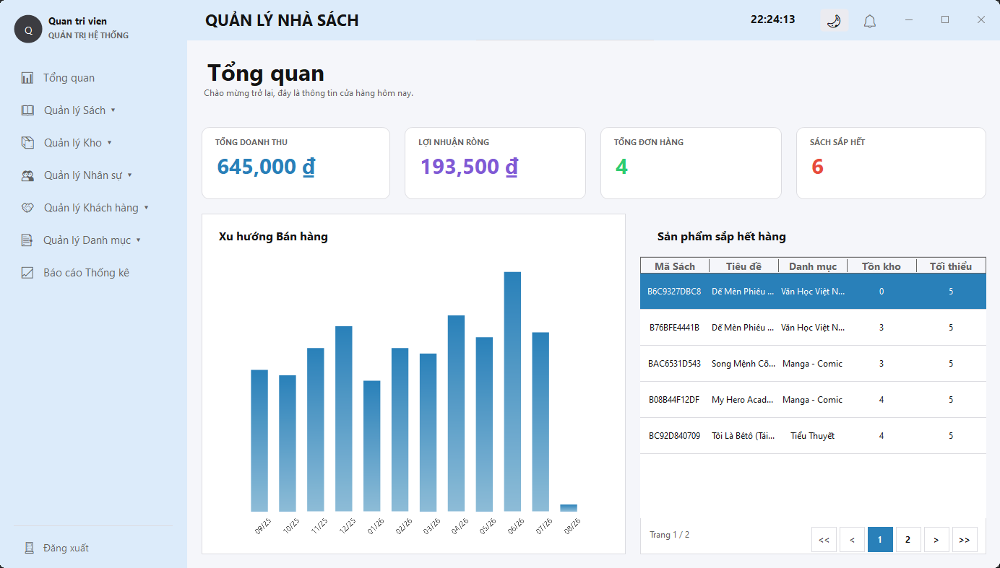 Q
Quan tri vien
QUẢN TRỊ HỆ THỐNG
QUẢN LÝ NHÀ SÁCH
22:24:13
Tổng quan
Quản lý Sách ▾
Quản lý Kho ▾
Quản lý Nhân sự ▾
Quản lý Khách hàng ▾
Quản lý Danh mục ▾
Báo cáo Thống kê
Đăng xuất
Tổng quan
Chào mừng trở lại, đây là thông tin cửa hàng hôm nay.
TỔNG DOANH THU
645,000 ₫
LỢI NHUẬN RÒNG
193,500 ₫
TỔNG ĐƠN HÀNG
4
SÁCH SẮP HẾT
6
Xu hướng Bán hàng
09/25 10/25 11/25 12/25 01/26 02/26 03/26 04/26 05/26 06/26 07/26 08/26
Sản phẩm sắp hết hàng
Mã Sách Tiêu đề Danh mục Tồn kho Tối thiểu
B6C9327DBC8 Dế Mèn Phiêu ... Văn Học Việt N... 0 5
B76BFE4441B Dế Mèn Phiêu ... Văn Học Việt N... 3 5
BAC6531D543 Song Mệnh Cỗ... Manga - Comic 3 5
B08B44F12DF My Hero Acad... Manga - Comic 4 5
BC92D840709 Tôi Là Bêtô (Tái... Tiểu Thuyết 4 5
Trang 1 / 2
<< < 1 2 > >>